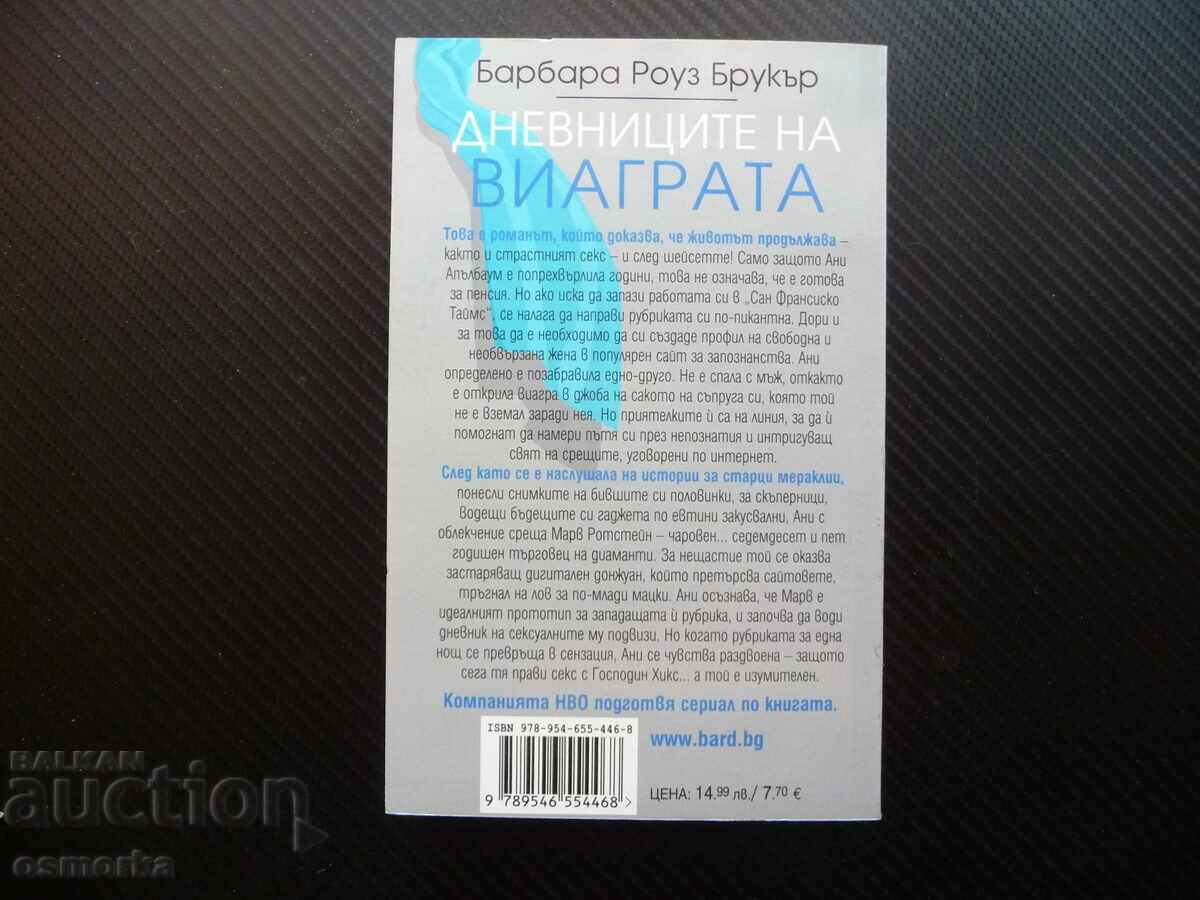 Барбара Роуз Брукър
ДНЕВНИЦИТЕ НА
ВИАГРАТА
Това е романът, който доказва, че животът продължава –
както и страстният секс – и след шейсетте! Само защото Ани
Апълбаум е попрехвърлила години, това не означава, че е готова
за пенсия. Но ако иска да запази работата си в „Сан Франсиско
Таймс“, се налага да направи рубриката си по-пикантна. Дори и
за това да е необходимо да си създаде профил на свободна и
необвързана жена в популярен сайт за запознанства. Ани
определено е позабравила едно-друго. Не е спала с мъж, откакто
е открила виагра в джоба на сакото на съпруга си, която той
не е вземал заради нея. Но приятелките ѝ са на линия, за да ѝ
помогнат да намери пътя си през непознатия и интригуващ
свят на срещите, уговорени по интернет.
След като се е наслушала на истории за старци мераклии,
понесли снимките на бившите си половинки, за скъперници,
водещи бъдещите си гаджета по евтини закусвални, Ани с
облекчение среща Марв Ротстейн – чаровен... седемдесет и пет
годишен търговец на диаманти. За нещастие той се оказва
застаряващ дигитален донжуан, който претърсва сайтовете,
тръгнал на лов за по-млади мацки. Ани осъзнава, че Марв е
идеалният прототип за западащата ѝ рубрика, и започва да води
дневник на сексуалните му подвизи. Но когато рубриката за една
нощ се превръща в сензация, Ани се чувства раздвоена – защото
сега тя прави секс с Господин Хикс... а той е изумителен.
Компанията HBO подготвя сериал по книгата.
ISBN 978-954-655-446-8
www.bard.bg
9 789546 554468 >
ЦЕНА: 14.99 лв./ 7.70 €
BALKAN
auction
osmorka